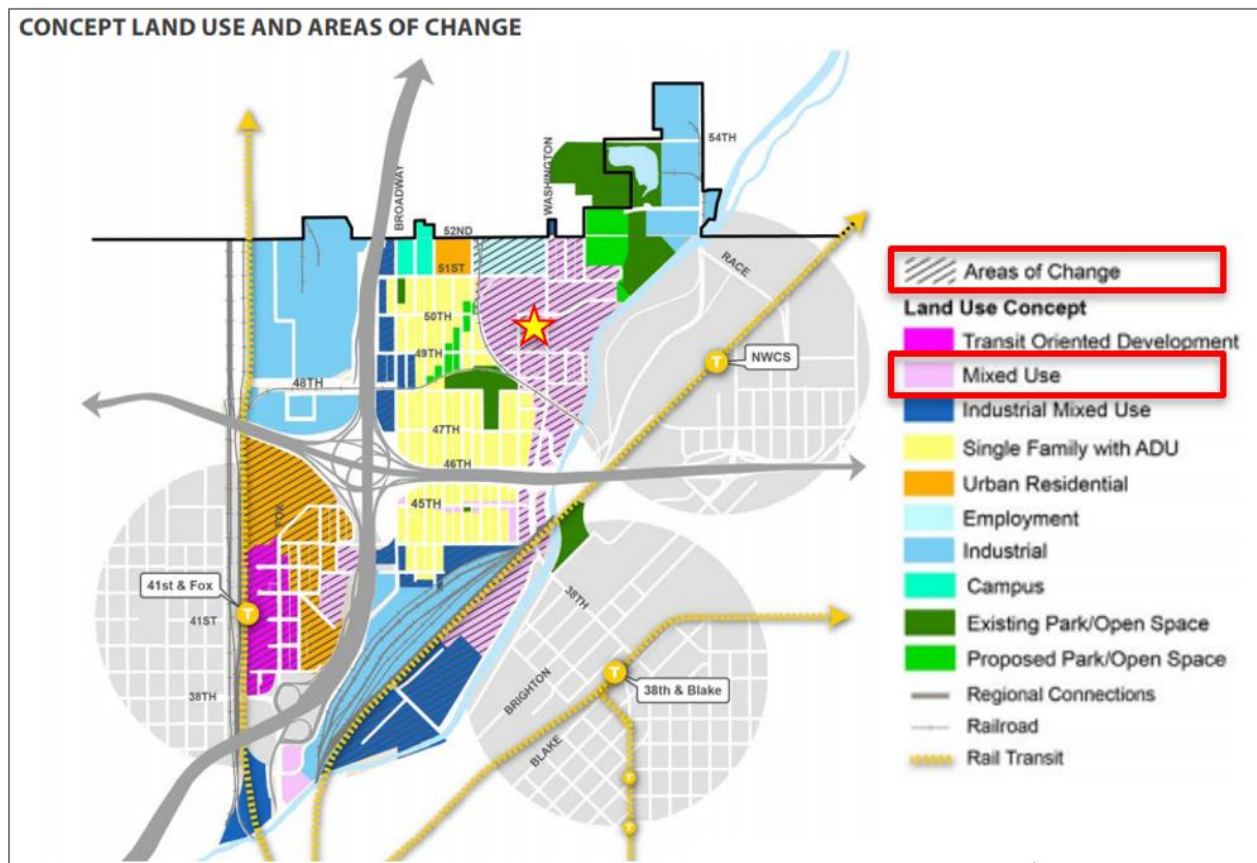 CONCEPT LAND USE AND AREAS OF CHANGE
54TH
BROADWAY
WASHINGTON
52ND
51ST
RACE
50TH
49TH
NWCS
48TH
47TH
46TH
45TH
FOX
41st & Fox
41ST
38TH
38TH
BRIGHTON
38th & Blake
BLAKE
T
T
T
T
T
Areas of Change
Land Use Concept
Transit Oriented Development
Mixed Use
Industrial Mixed Use
Single Family with ADU
Urban Residential
Employment
Industrial
Campus
Existing Park/Open Space
Proposed Park/Open Space
Regional Connections
Railroad
Rail Transit